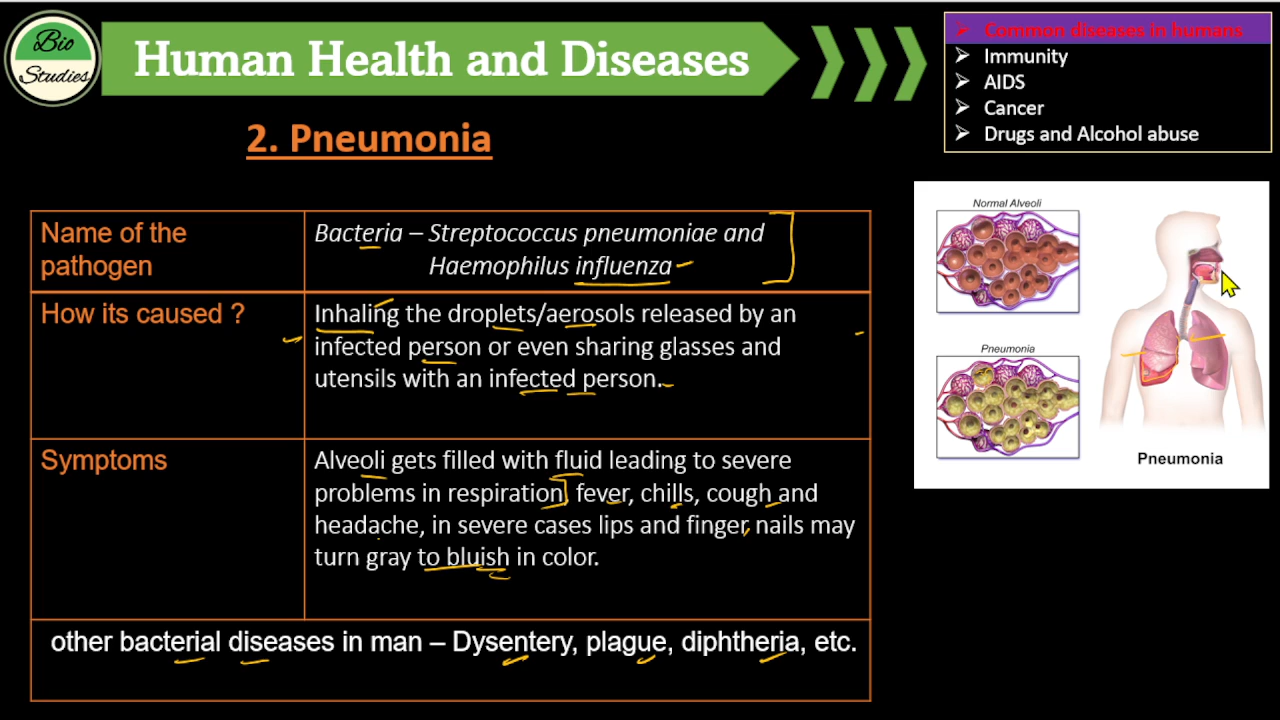 Bio
Studies
Human Health and Diseases
Common diseases in humans
Immunity
AIDS
Cancer
Drugs and Alcohol abuse
2. Pneumonia
Name of the
pathogen
Bacteria – Streptococcus pneumoniae and
Haemophilus influenza
How its caused ?
Inhaling the droplets/aerosols released by an
infected person or even sharing glasses and
utensils with an infected person.
Symptoms
Alveoli gets filled with fluid leading to severe
problems in respiration, fever, chills, cough and
headache, in severe cases lips and finger nails may
turn gray to bluish in color.
other bacterial diseases in man – Dysentery, plague, diphtheria, etc.
Normal Alveoli
Pneumonia
Pneumonia